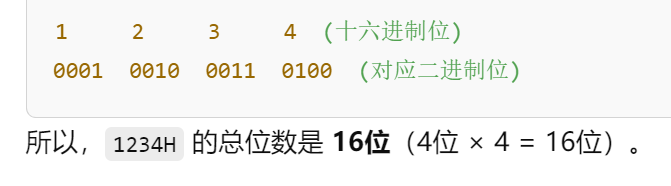 1 2 3 4 (十六进制位)
0001 0010 0011 0100 (对应二进制位)
所以，1234H 的总位数是 16位（4位 × 4 = 16位）。